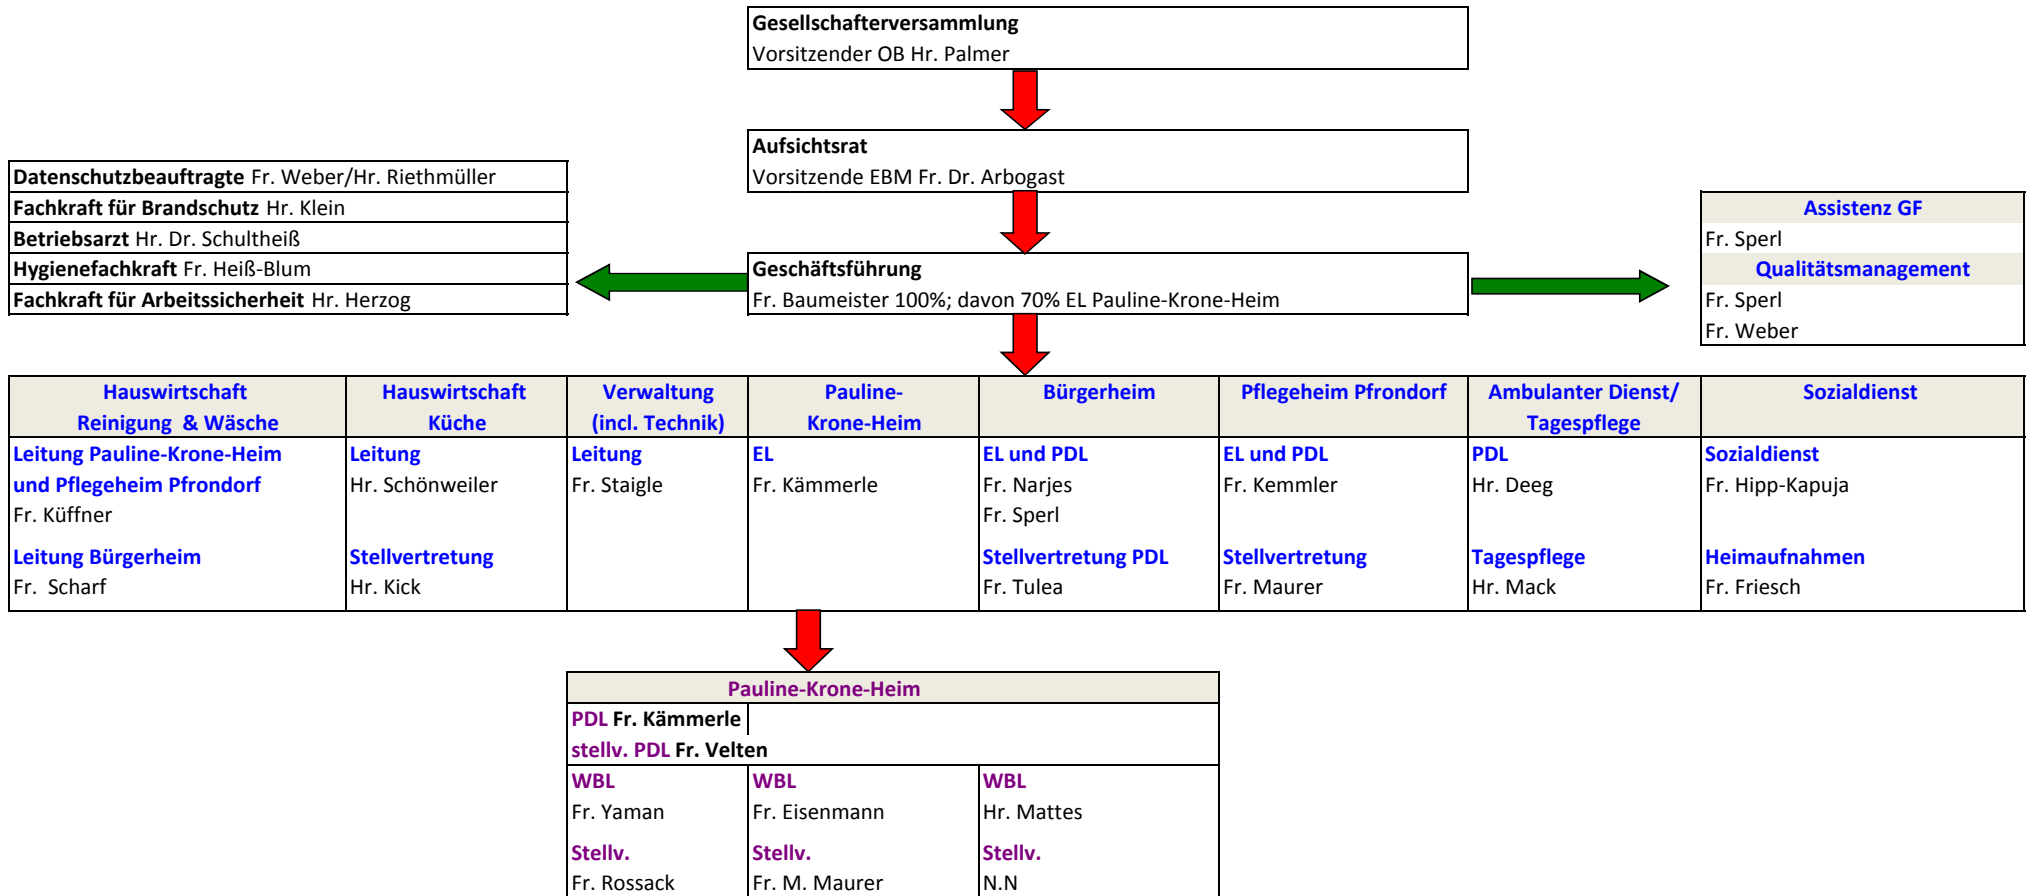 Gesellschafterversammlung
Vorsitzender OB Hr. Palmer
Aufsichtsrat
Vorsitzende EBM Fr. Dr. Arbogast
Datenschutzbeauftragte Fr. Weber/Hr. Riethmüller
Fachkraft für Brandschutz Hr. Klein
Betriebsarzt Hr. Dr. Schultheiß
Hygienefachkraft Fr. Heiß-Blum
Fachkraft für Arbeitssicherheit Hr. Herzog
Geschäftsführung
Fr. Baumeister 100%; davon 70% EL Pauline-Krone-Heim
Assistenz GF
Fr. Sperl
Qualitätsmanagement
Fr. Sperl
Fr. Weber
Hauswirtschaft
Reinigung & Wäsche
Leitung Pauline-Krone-Heim
und Pflegeheim Pfrondorf
Fr. Küffner
Leitung Bürgerheim
Fr. Scharf
Hauswirtschaft
Küche
Leitung
Hr. Schönweiler
Stellvertretung
Hr. Kick
Verwaltung
(incl. Technik)
Leitung
Fr. Staigle
Pauline-
Krone-Heim
EL
Fr. Kämmerle
Bürgerheim
EL und PDL
Fr. Narjes
Fr. Sperl
Stellvertretung PDL
Fr. Tulea
Pflegeheim Pfrondorf
EL und PDL
Fr. Kemmler
Stellvertretung
Fr. Maurer
Ambulanter Dienst/
Tagespflege
PDL
Hr. Deeg
Tagespflege
Hr. Mack
Sozialdienst
Sozialdienst
Fr. Hipp-Kapuja
Heimaufnahmen
Fr. Friesch
Pauline-Krone-Heim
PDL Fr. Kämmerle
stellv. PDL Fr. Velten
WBL
Fr. Yaman
Stellv.
Fr. Rossack
WBL
Fr. Eisenmann
Stellv.
Fr. M. Maurer
WBL
Hr. Mattes
Stellv.
N.N